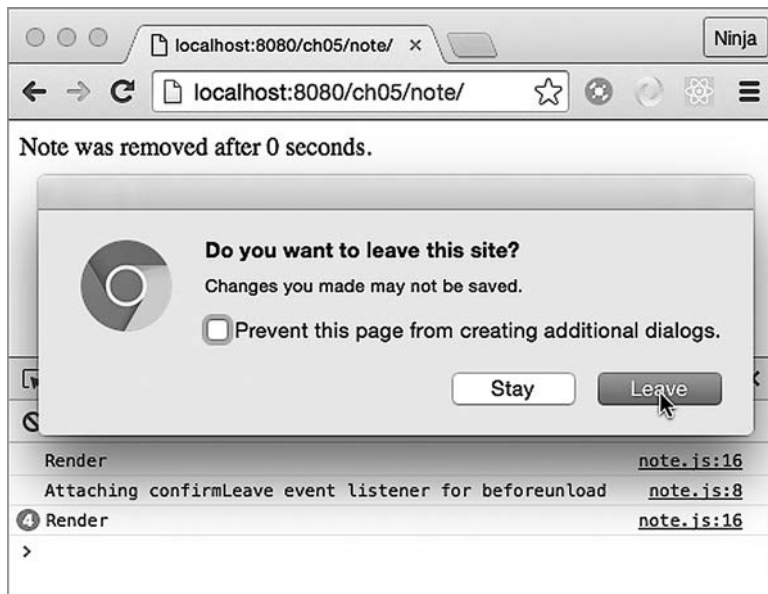 localhost:8080/ch05/note/ ×
Ninja
localhost:8080/ch05/note/
Note was removed after 0 seconds.
Do you want to leave this site?
Changes you made may not be saved.
Prevent this page from creating additional dialogs.
Stay Leave
Render note.js:16
Attaching confirmLeave event listener for beforeunload note.js:8
4 Render note.js:16
>